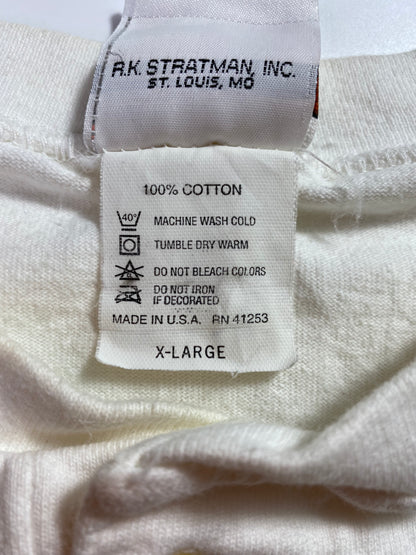 R.K. STRATMAN, INC.
ST. LOUIS, MO
100% COTTON
40° MACHINE WASH COLD
TUMBLE DRY WARM
DO NOT BLEACH COLORS
DO NOT IRON
IF DECORATED
MADE IN U.S.A. RN 41253
X-LARGE